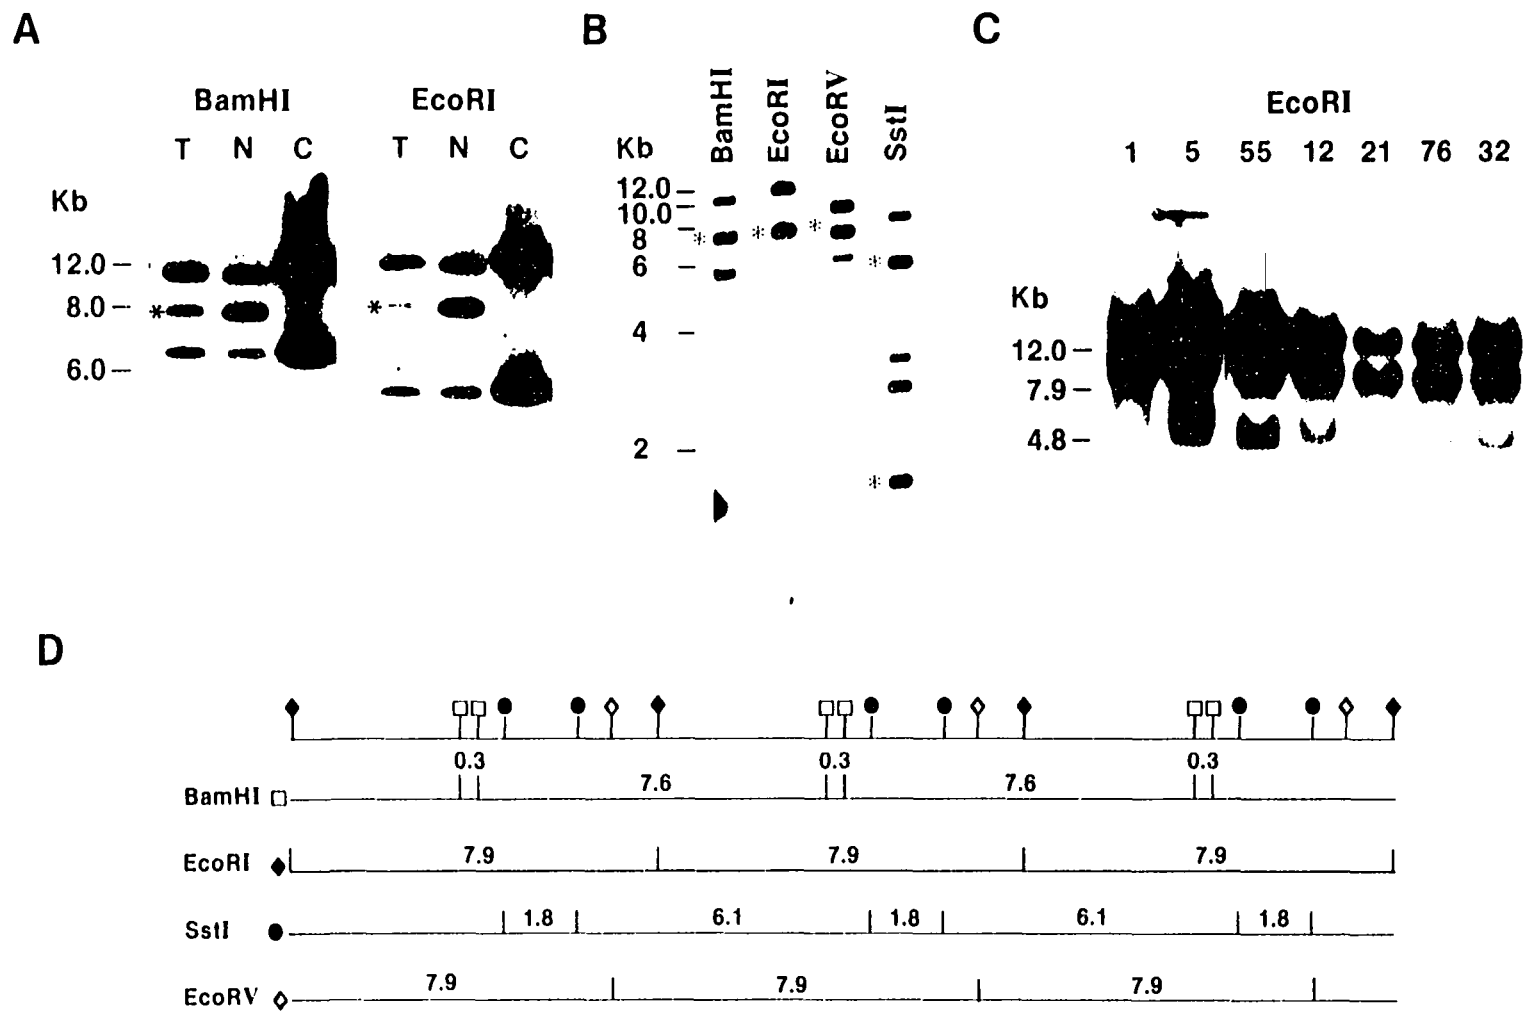 A
BamHI EcoRI
T N C T N C
Kb
12.0
8.0
*
*
6.0
B
Kb BamHI EcoRI EcoRV SstI
12.0
10.0
8
* * *
6
*
4
2
*
C
EcoRI
1 5 55 12 21 76 32
Kb
12.0
7.9
4.8
D
0.3 0.3 0.3
BamHI 7.6 7.6
EcoRI 7.9 7.9 7.9
SstI 1.8 6.1 1.8 6.1 1.8
EcoRV 7.9 7.9 7.9